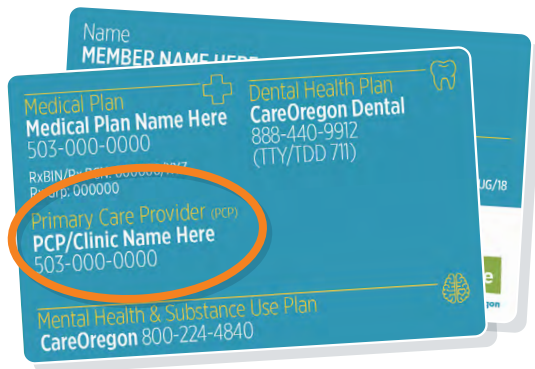 Name
MEMBER NAME HERE
Medical Plan
Medical Plan Name Here
503-000-0000
Rx Grp: 000000
Primary Care Provider (PCP)
PCP/Clinic Name Here
503-000-0000
Dental Health Plan
CareOregon Dental
888-440-9912
(TTY/TDD 711)
Mental Health & Substance Use Plan
CareOregon 800-224-4840